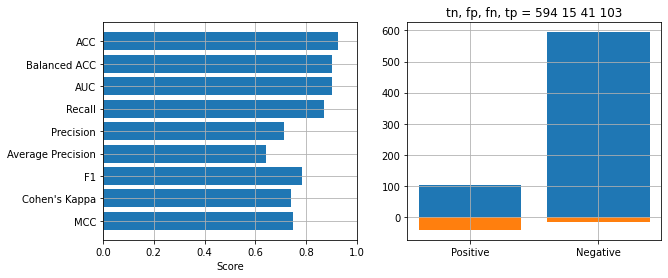 tn, fp, fn, tp = 594 15 41 103
ACC
Balanced ACC
AUC
Recall
Precision
Average Precision
F1
Cohen's Kappa
MCC
0.0 0.2 0.4 0.6 0.8 1.0
Score
600
500
400
300
200
100
0
Positive Negative